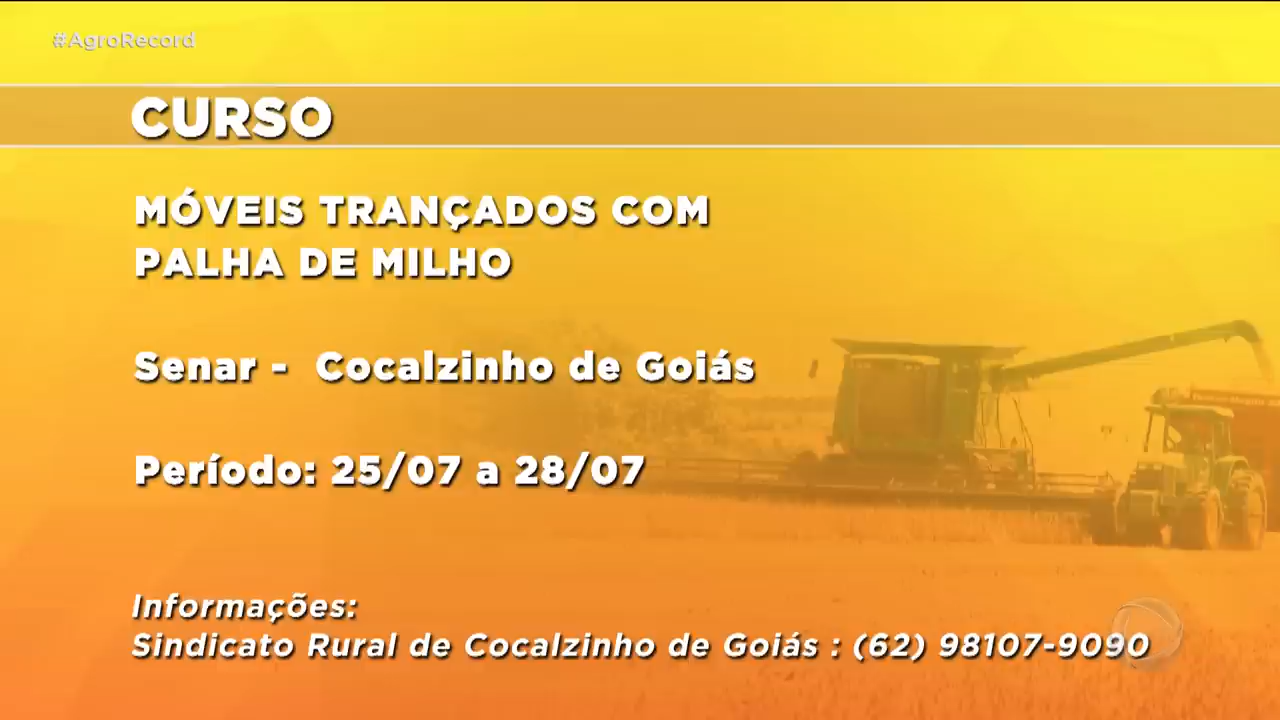 #AgroRecord
CURSO
MÓVEIS TRANÇADOS COM
PALHA DE MILHO
Senar - Cocalzinho de Goiás
Período: 25/07 a 28/07
Informações:
Sindicato Rural de Cocalzinho de Goiás : (62) 98107-9090